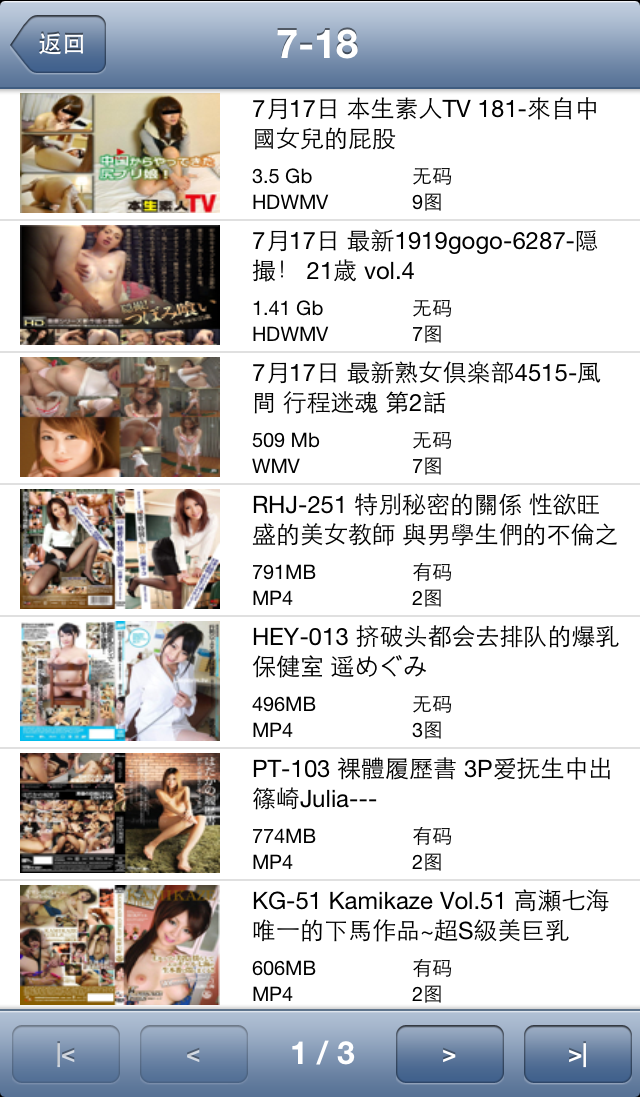 返回
7-18
7月17日 本生素人TV 181-來自中
國女兒的屁股
3.5 Gb 无码
HDWMV 9图
中国からやってきた
尻プリ娘!
本生素人TV
7月17日 最新1919gogo-6287-隠
撮! 21歳 vol.4
1.41 Gb 无码
HDWMV 7图
隠撮!
つぼみ喰い
HD
7月17日 最新熟女倶楽部4515-風
間 行程迷魂 第2話
509 Mb 无码
WMV 7图
RHJ-251 特別秘密的關係 性欲旺
盛的美女教師 與男學生們的不倫之
791MB 有码
MP4 2图
HEY-013 挤破头都会去排队的爆乳
保健室 遥めぐみ
496MB 无码
MP4 3图
PT-103 裸體履歷書 3P爱抚生中出
篠崎Julia---
774MB 有码
MP4 2图
KG-51 Kamikaze Vol.51 高瀬七海
唯一的下馬作品~超S級美巨乳
606MB 有码
MP4 2图
|< < 1 / 3 > >|